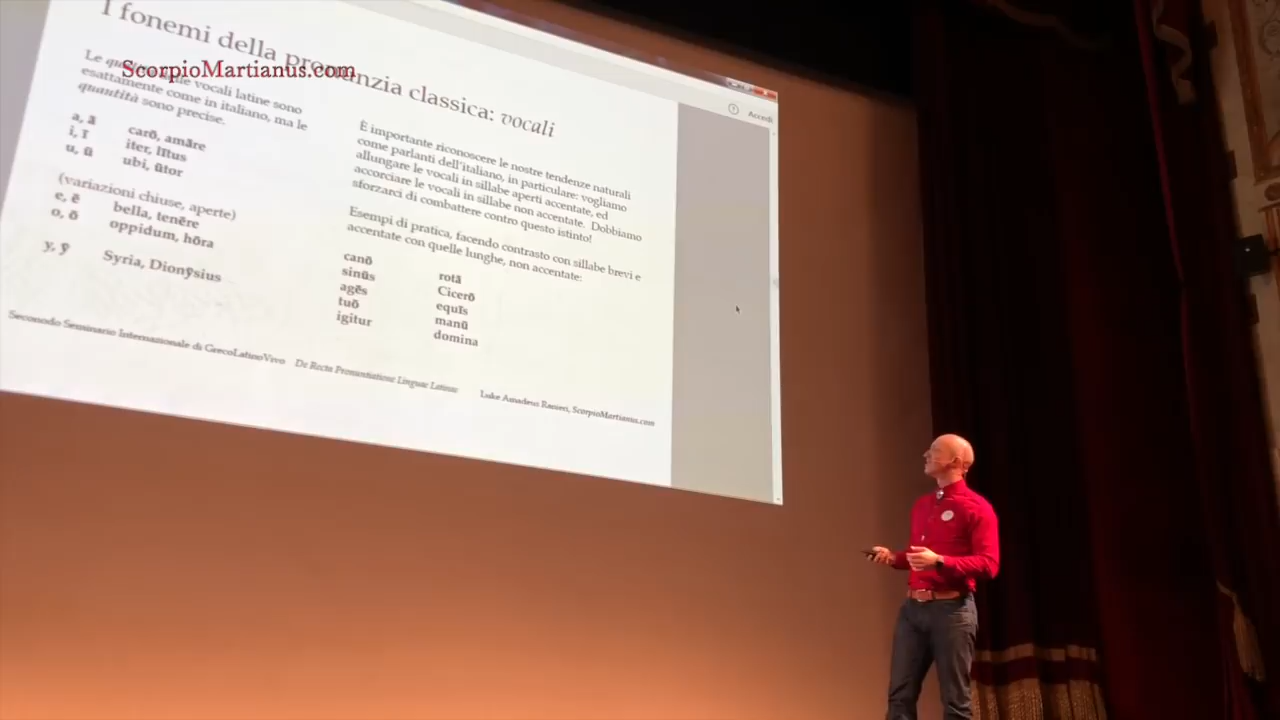 I fonemi della pronunzia classica: vocali
ScorpioMartianus.com
Accedi
Le vocali latine sono
esattamente come in italiano, ma le
quantità sono precise.
a, ā carō, amāre
i, ī iter, lītus
u, ū ubi, ūtor
(variazioni chiuse, aperte)
e, ē bella, tenēre
o, ō oppidum, hōra
y, ȳ Syria, Dionȳsius
È importante riconoscere le nostre tendenze naturali
come parlanti dell'italiano, in particolare: vogliamo
allungare le vocali in sillabe aperti accentate, ed
accorciare le vocali in sillabe non accentate. Dobbiamo
sforzarci di combattere contro questo istinto!
Esempi di pratica, facendo contrasto con sillabe brevi e
accentate con quelle lunghe, non accentate:
canō rotā
sinūs Cicerō
agēs equīs
tuō manū
igitur domina
Seconodo Seminario Internazionale di GrecoLatinoVivo De Recta Pronuntiatione Linguae Latinae Luke Amadeus Ranieri, ScorpioMartianus.com